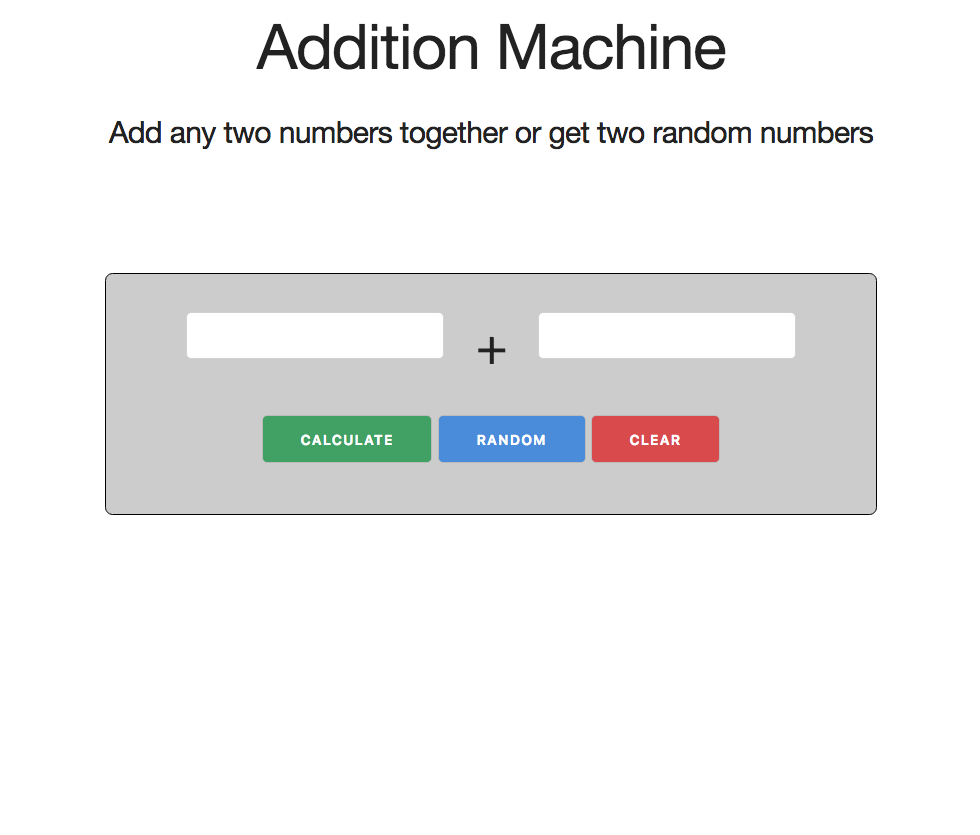 Addition Machine
Add any two numbers together or get two random numbers
+
CALCULATE RANDOM CLEAR